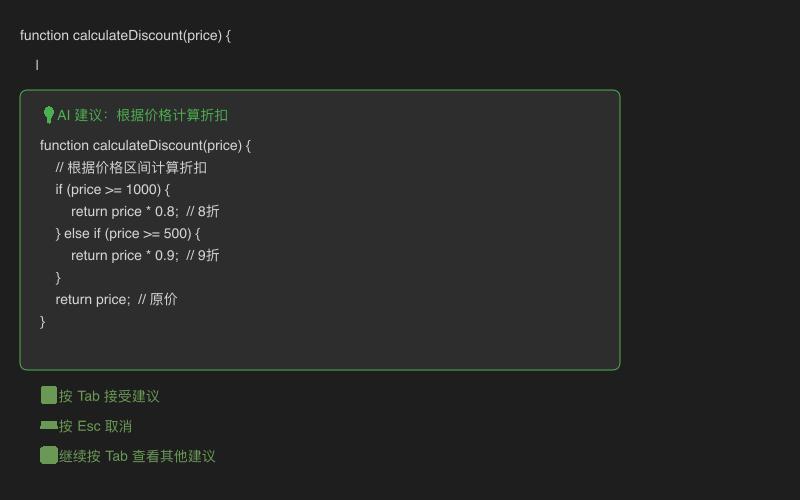 function calculateDiscount(price) {
|
AI 建议：根据价格计算折扣
function calculateDiscount(price) {
// 根据价格区间计算折扣
if (price >= 1000) {
return price * 0.8;  // 8折
} else if (price >= 500) {
return price * 0.9;  // 9折
}
return price;  // 原价
}
按 Tab 接受建议
按 Esc 取消
继续按 Tab 查看其他建议